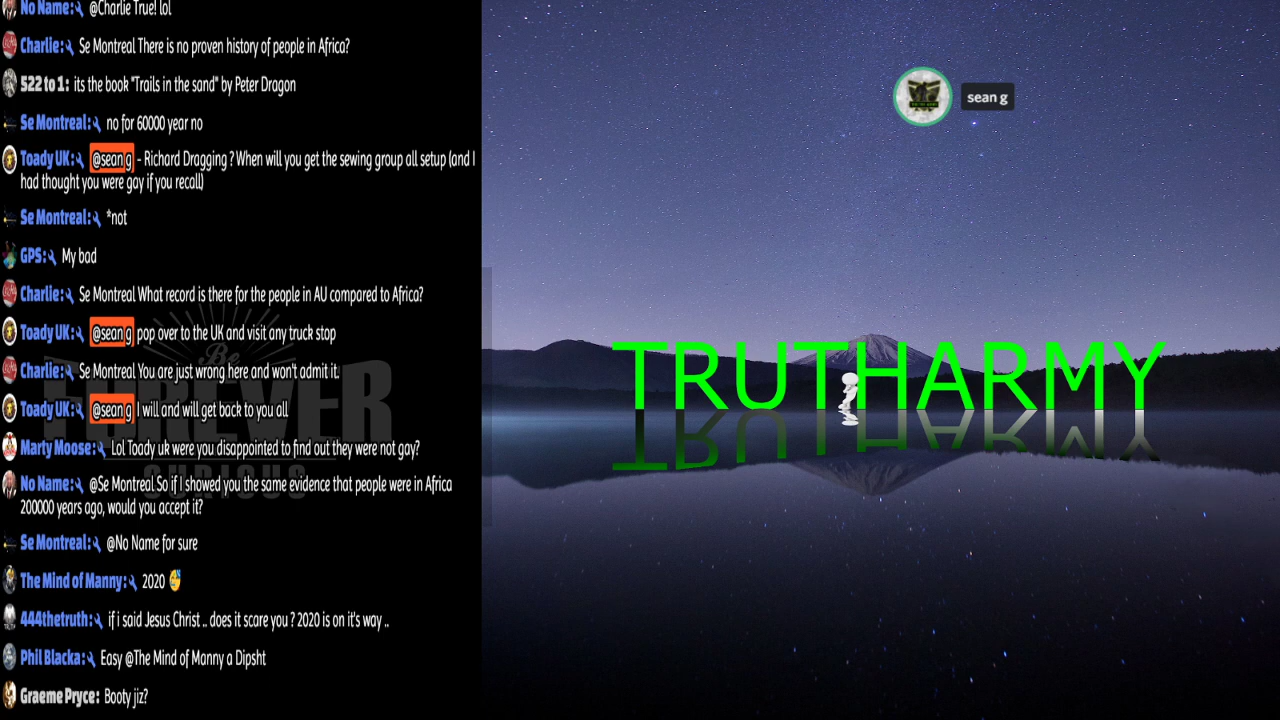 No Name: @Charlie True! lol
Charlie: Se Montreal There is no proven history of people in Africa?
522 to 1: its the book "Trails in the sand" by Peter Dragon
Se Montreal: no for 60000 year no
Toady UK: @sean g - Richard Dragging ? When will you get the sewing group all setup (and I
had thought you were gay if you recall)
Se Montreal: *not
GPS: My bad
Charlie: Se Montreal What record is there for the people in AU compared to Africa?
Toady UK: @sean g pop over to the UK and visit any truck stop
Charlie: Se Montreal You are just wrong here and won't admit it.
Toady UK: @sean g I will and will get back to you all
Marty Moose: Lol Toady uk were you disappointed to find out they were not gay?
No Name: @Se Montreal So if I showed you the same evidence that people were in Africa
200000 years ago, would you accept it?
Se Montreal: @No Name for sure
The Mind of Manny: 2020 😴
444thetruth: if i said Jesus Christ .. does it scare you ? 2020 is on it's way ..
Phil Blacka: Easy @The Mind of Manny a Dipsht
Graeme Pryce: Booty jiz?
Be
FOREVER
CURIOUS
sean g
TRUTHARMY